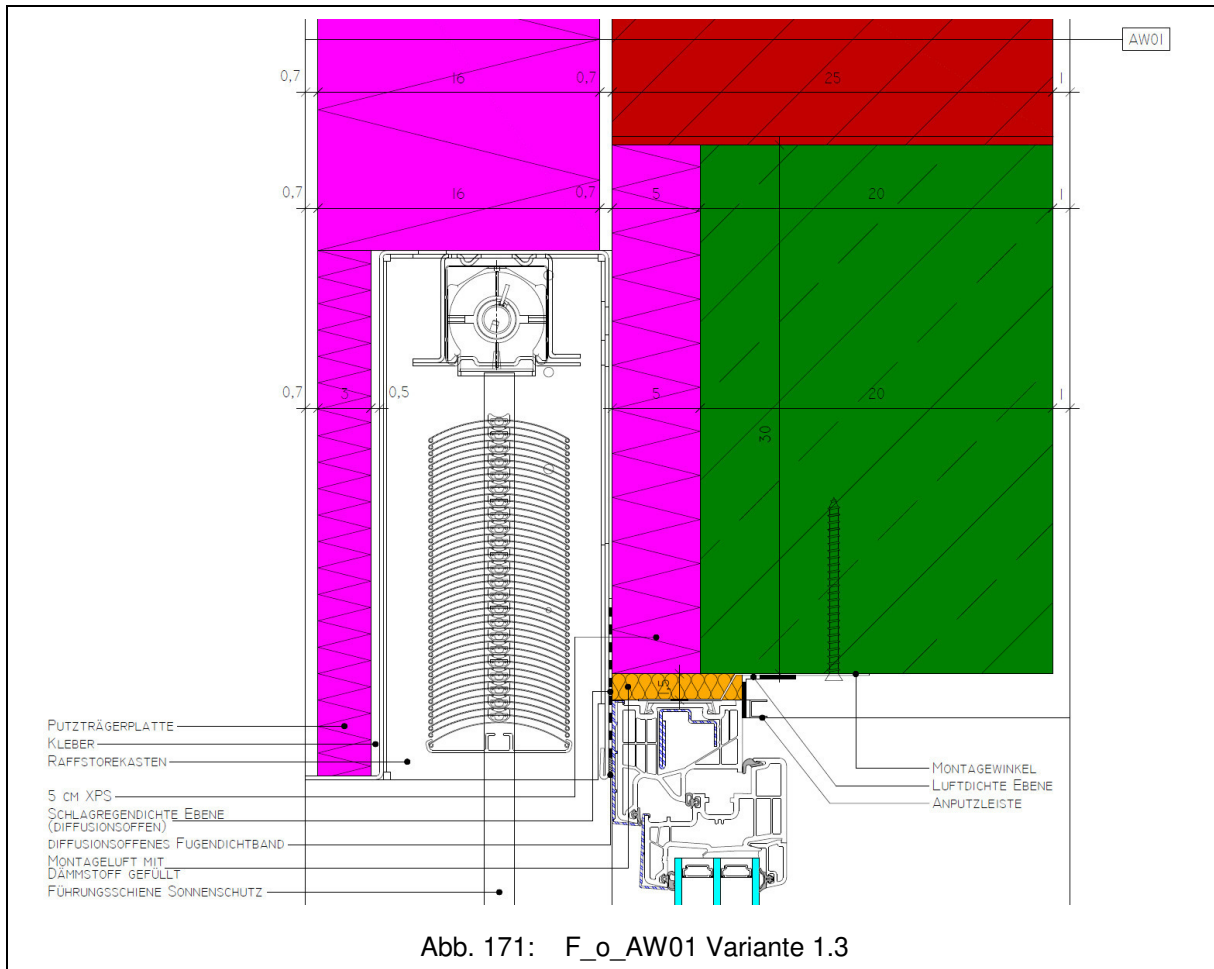 AW01
0,7 16 0,7 25 1
0,7 16 0,7 5 20 1
0,7 3 0,5 5 20 1
30
1,5
PUTZTRÄGERPLATTE
KLEBER
RAFFSTOREKASTEN
5 CM XPS
SCHLAGREGENDICHTE EBENE
(DIFFUSIONSOFFEN)
DIFFUSIONSOFFENES FUGENDICHTBAND
MONTAGELUFT MIT
DÄMMSTOFF GEFÜLLT
FÜHRUNGSSCHIENE SONNENSCHUTZ
MONTAGEWINKEL
LUFTDICHTE EBENE
ANPUTZLEISTE
Abb. 171: F_o_AW01 Variante 1.3